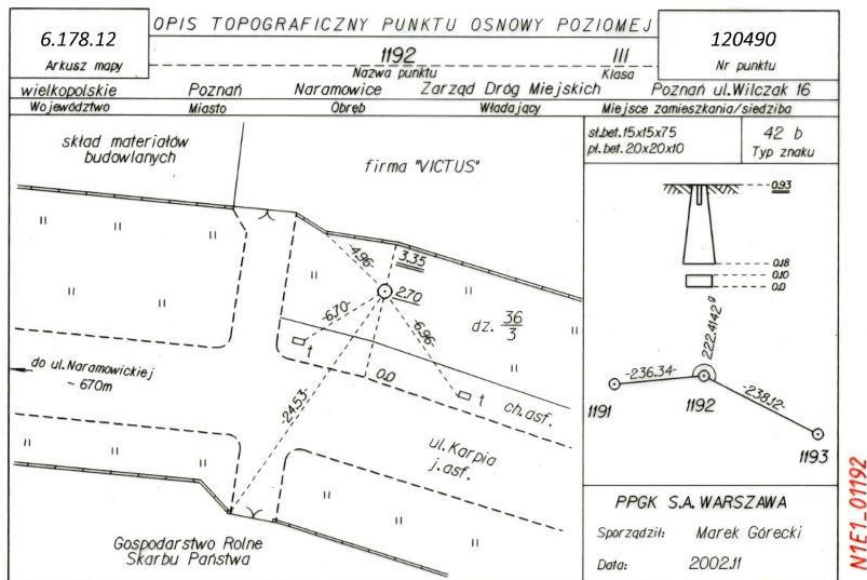 OPIS TOPOGRAFICZNY PUNKTU OSNOWY POZIOMEJ
6.178.12
Arkusz mapy
1192
Nazwa punktu
III
Klasa
120490
Nr punktu
wielkopolskie Poznań Naramowice Zarząd Dróg Miejskich Poznań ul.Wilczak 16
Województwo Miasto Obręb Władający Miejsce zamieszkania/siedziba
skład materiałów
budowlanych
firma "VICTUS"
sł.bet.15x15x75
pł.bet.20x20x10
42 b
Typ znaku
0.93
0.18
0.10
0.0
-4.96-
3.35
2.70
-6.70-
-6.96-
dz. 36/3
t
0.0
t
ch.asf.
-24.53-
do ul.Naramowickiej
~ 670m
ul.Karpia
j.asf.
Gospodarstwo Rolne
Skarbu Państwa
222.4142g
-236.34-
-238.12-
1191
1192
1193
PPGK S.A. WARSZAWA
Sporządził: Marek Górecki
Data: 2002.11
N1E1_01192